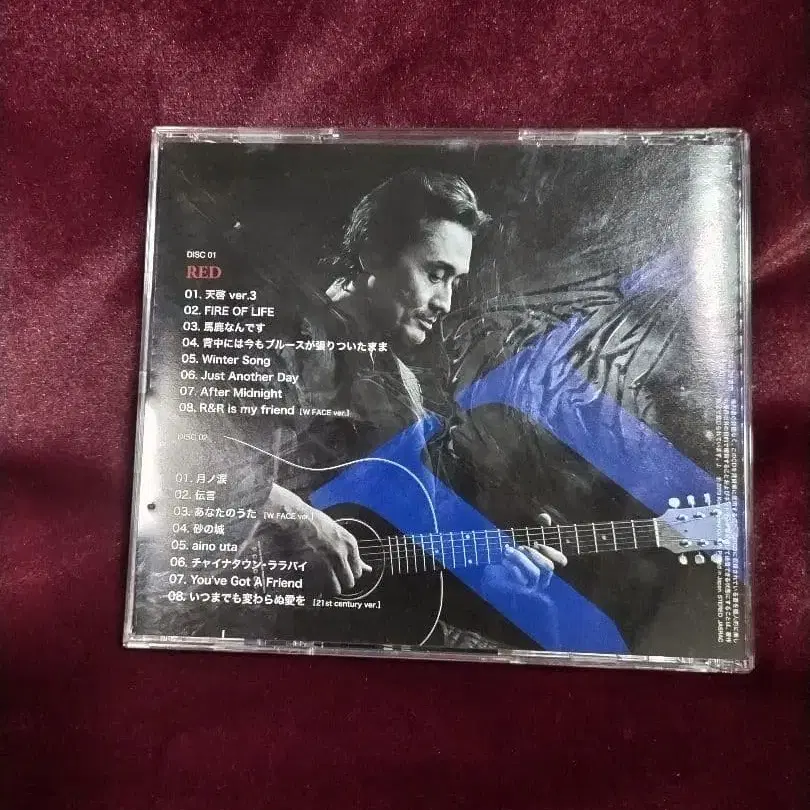 DISC 01
RED
01. 天啓 ver.3
02. FIRE OF LIFE
03. 馬鹿なんです
04. 背中には今もブルースが張りついたまま
05. Winter Song
06. Just Another Day
07. After Midnight
08. R&R is my friend [W FACE ver.]
DISC 02
01. 月ノ涙
02. 伝言
03. あなたのうた [W FACE ver.]
04. 砂の城
05. aino uta
06. チャイナタウン・ララバイ
07. You've Got A Friend
08. いつまでも変わらぬ愛を [21st century ver.]
STEREO JASRAC